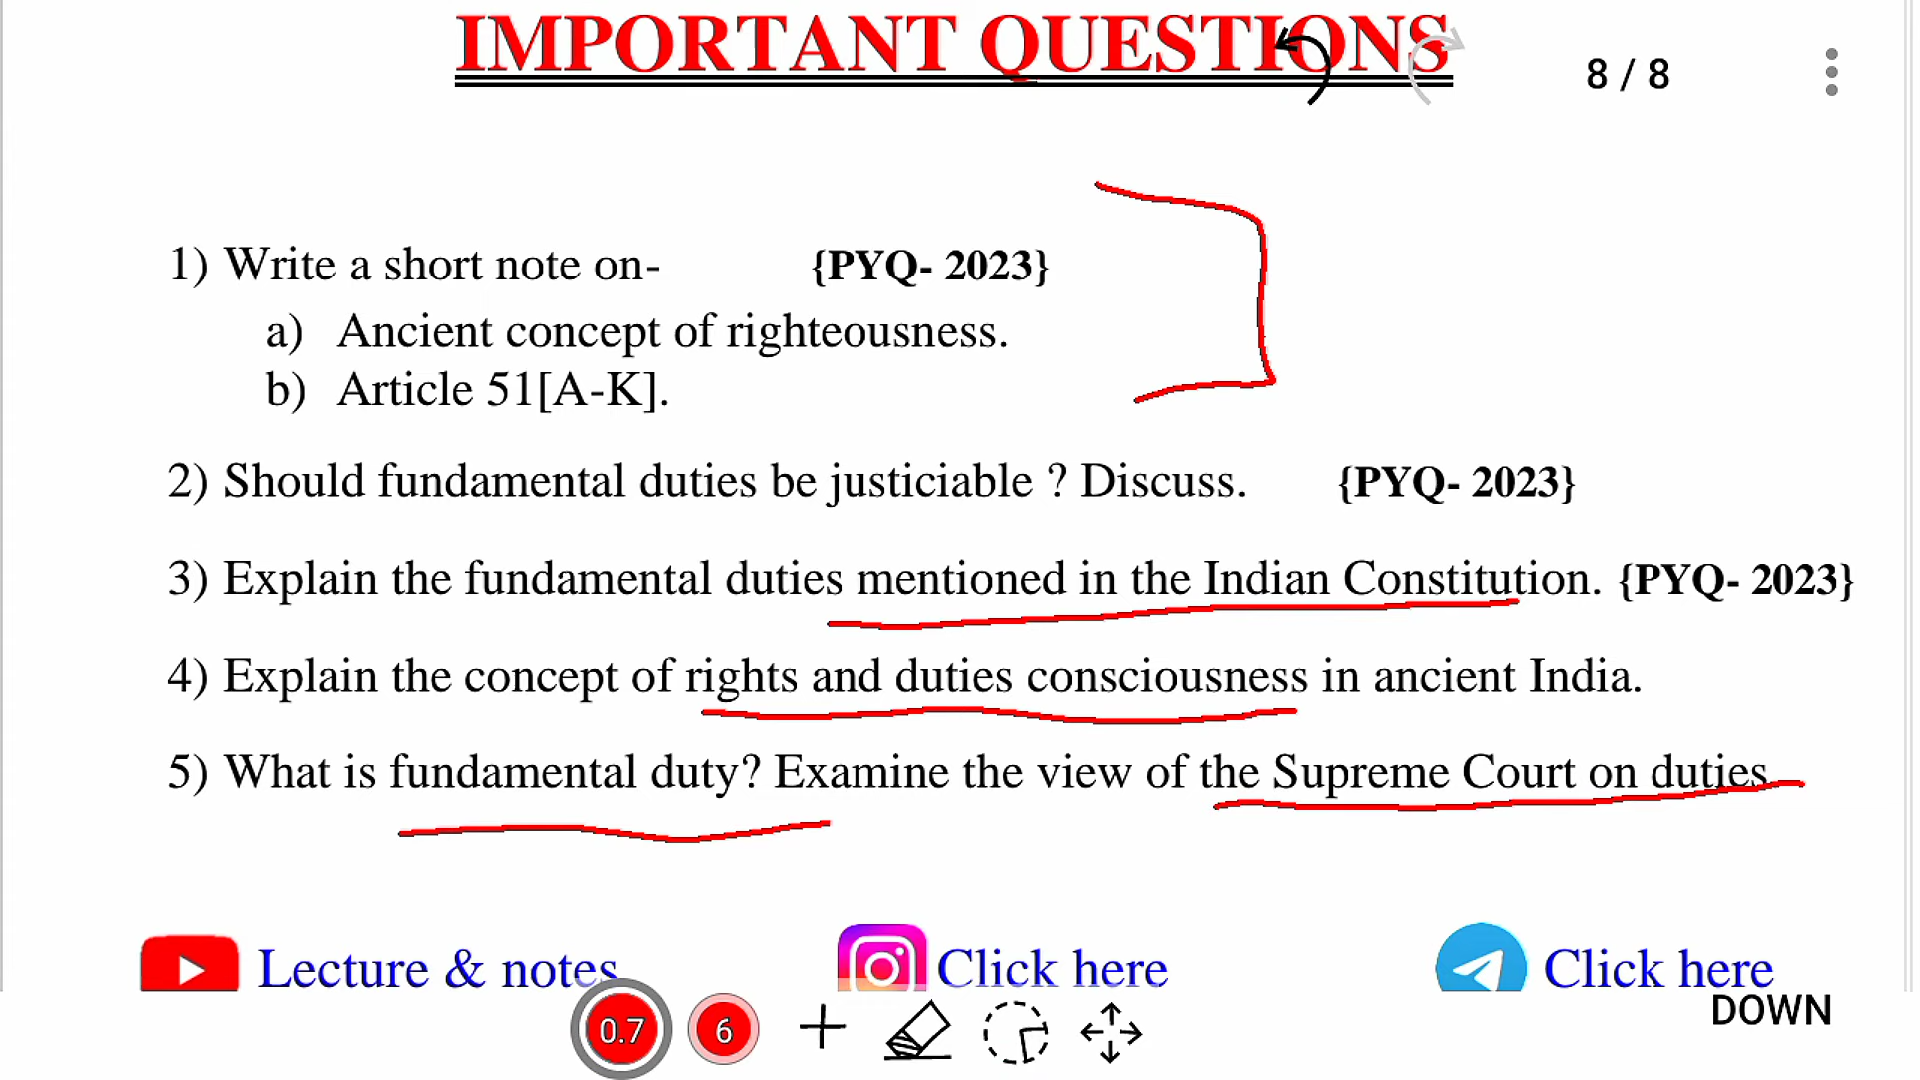 IMPORTANT QUESTIONS
8 / 8
1) Write a short note on- {PYQ- 2023}
a) Ancient concept of righteousness.
b) Article 51[A-K].
2) Should fundamental duties be justiciable ? Discuss. {PYQ- 2023}
3) Explain the fundamental duties mentioned in the Indian Constitution. {PYQ- 2023}
4) Explain the concept of rights and duties consciousness in ancient India.
5) What is fundamental duty? Examine the view of the Supreme Court on duties
Lecture & notes Click here Click here
DOWN
0.7 6